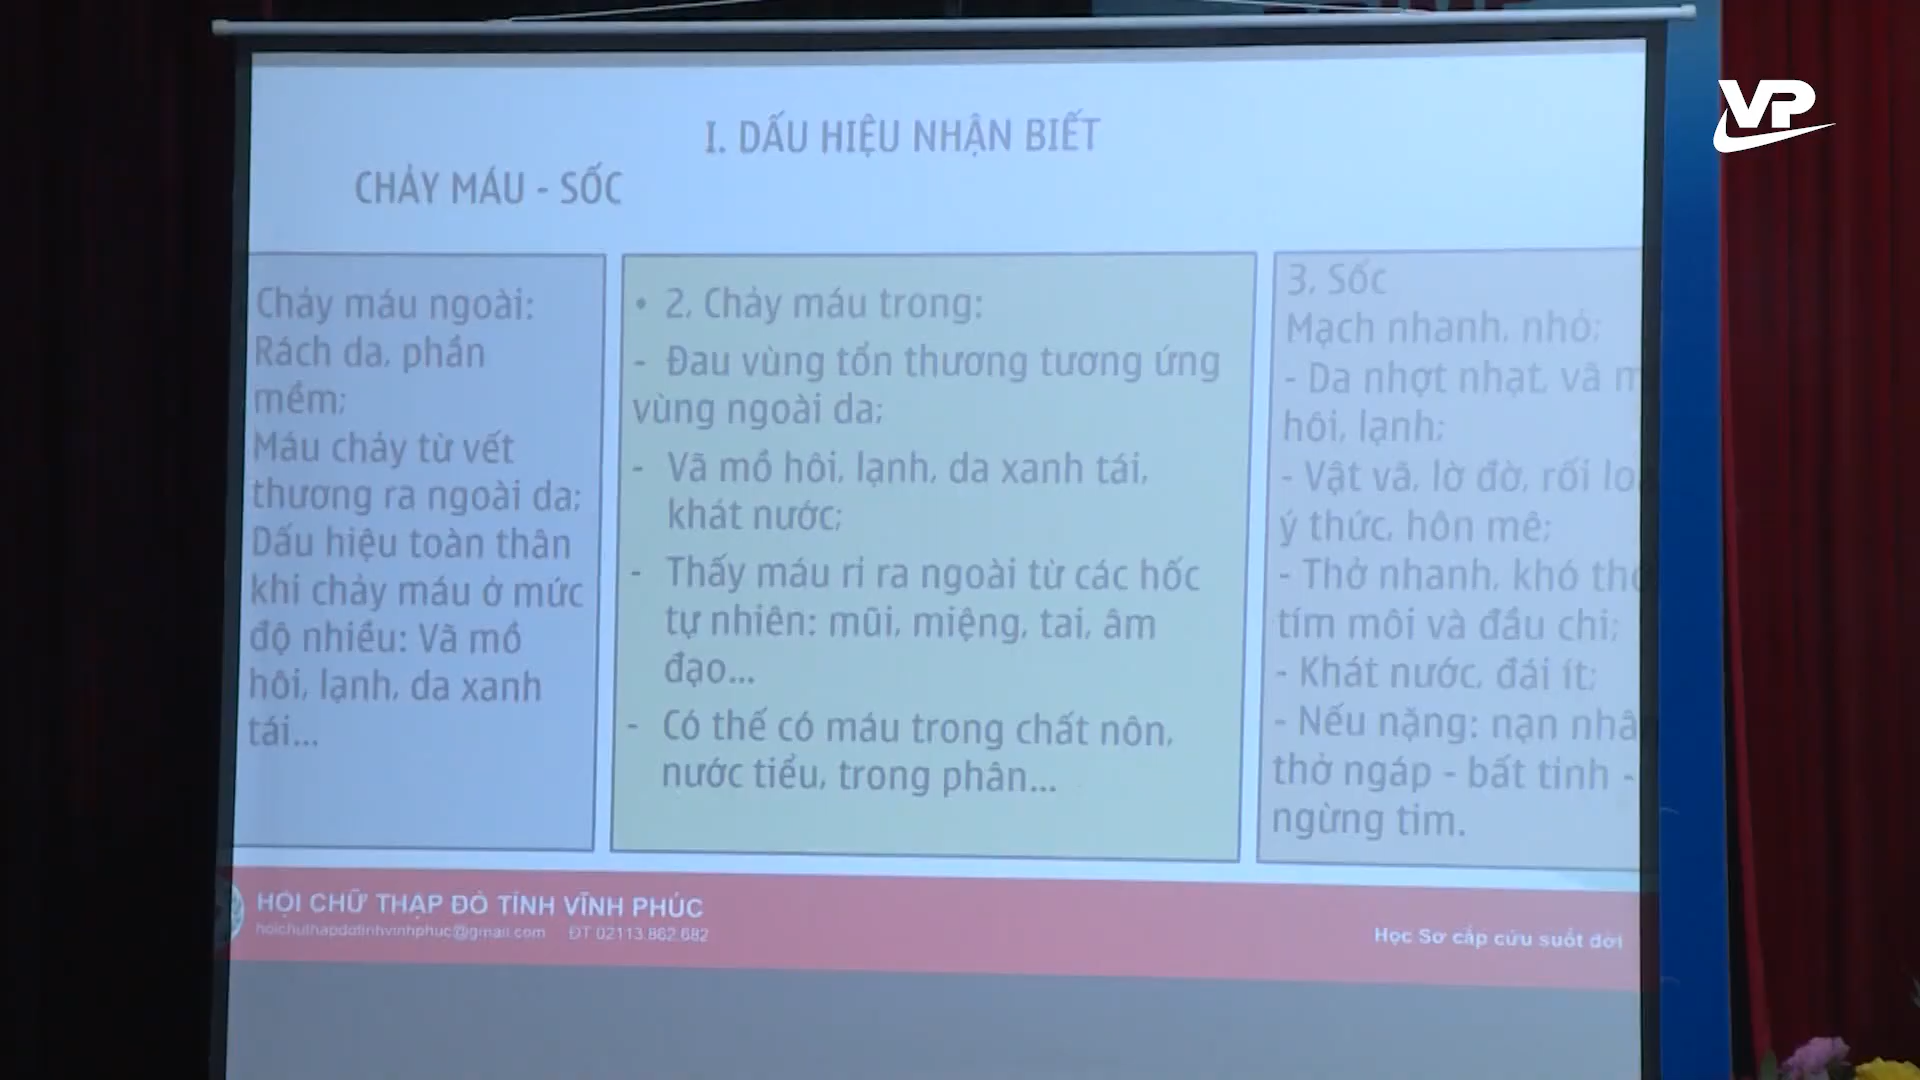 VP
I. DẤU HIỆU NHẬN BIẾT
CHẢY MÁU - SỐC
Chảy máu ngoài:
Rách da, phần
mềm;
Máu chảy từ vết
thương ra ngoài da;
Dấu hiệu toàn thân
khi chảy máu ở mức
độ nhiều: Vã mồ
hôi, lạnh, da xanh
tái...
• 2. Chảy máu trong:
- Đau vùng tổn thương tương ứng
vùng ngoài da;
- Vã mồ hôi, lạnh, da xanh tái,
khát nước;
- Thấy máu rỉ ra ngoài từ các hốc
tự nhiên: mũi, miệng, tai, âm
đạo...
- Có thể có máu trong chất nôn,
nước tiểu, trong phân...
3. Sốc
Mạch nhanh, nhỏ;
- Da nhợt nhạt, vã
hôi, lạnh;
- Vật vã, lờ đờ, rối
ý thức, hôn mê;
- Thở nhanh, khó
tím môi và đầu chi;
- Khát nước, đái ít;
- Nếu nặng: nạn
thở ngáp - bất tỉnh -
ngừng tim.
HỘI CHỮ THẬP ĐỎ TỈNH VĨNH PHÚC
hoichuthapdotinhvinhphuc@gmail.com ĐT 02113.862.682
Học Sơ cấp cứu suốt đời